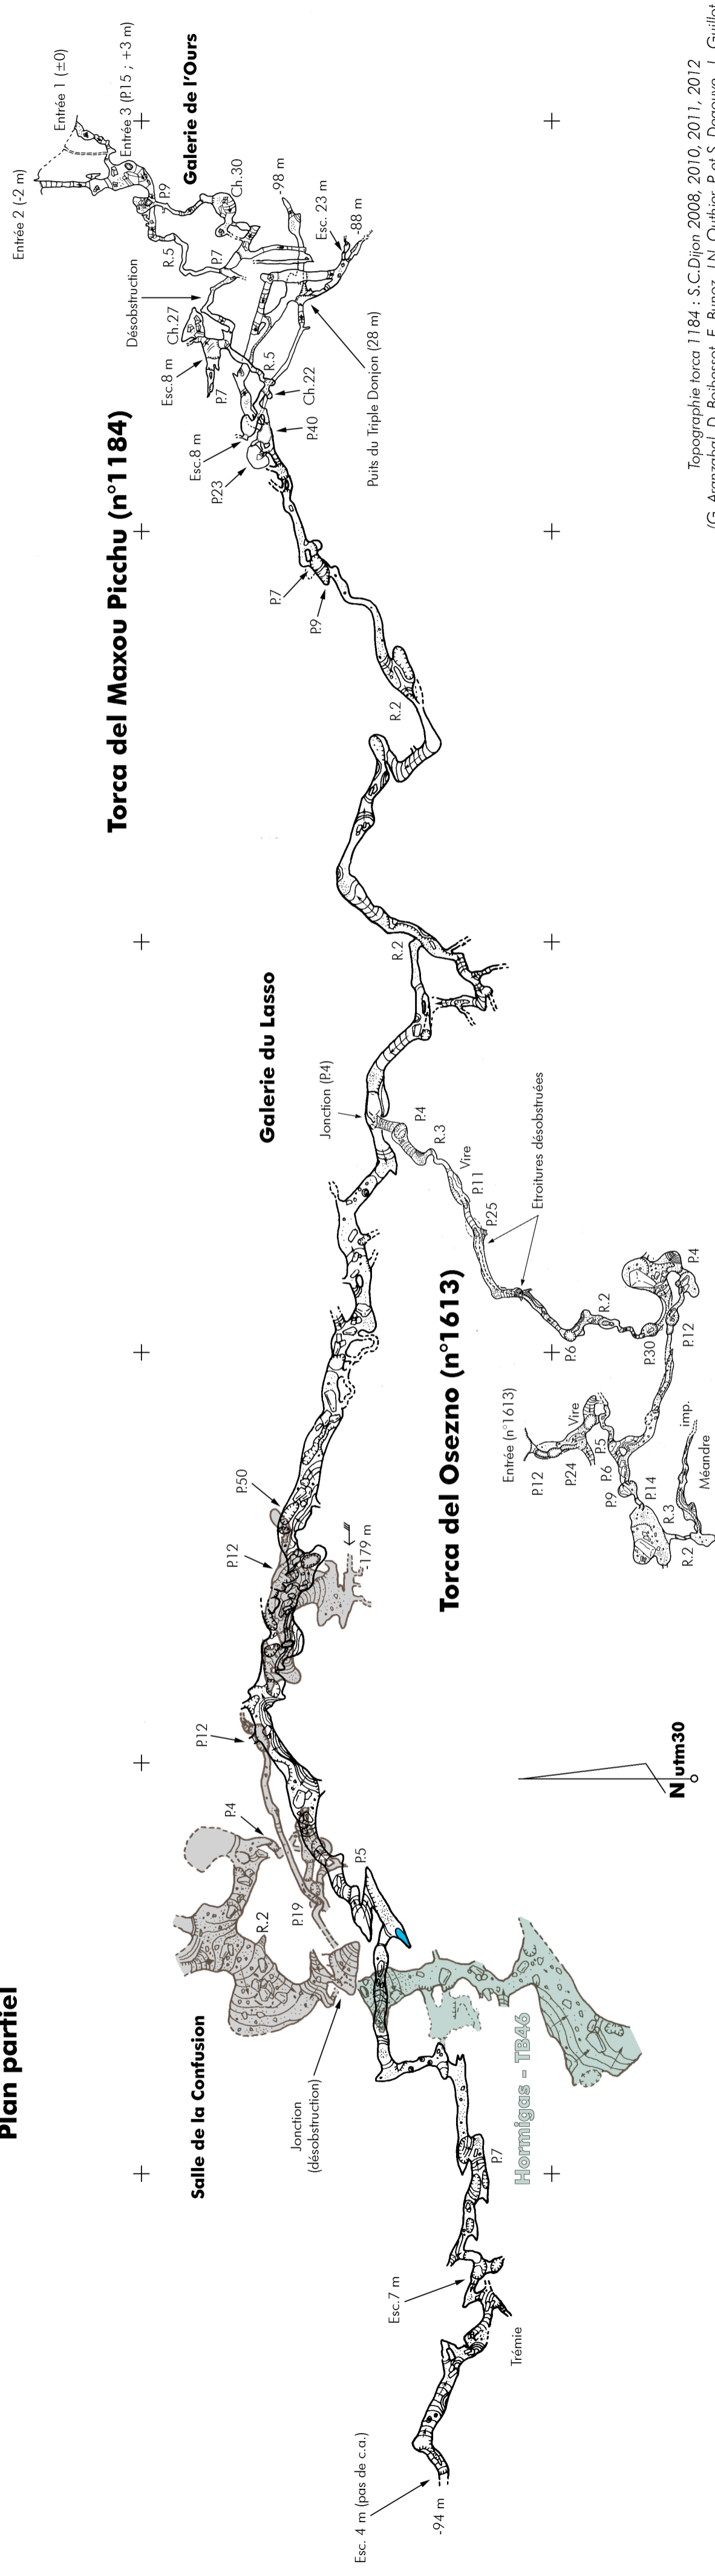 Plan partiel
Torca del Maxou Picchu (n°1184)
Entrée 2 (-2 m)
Entrée 1 (±0)
Entrée 3 (P.15 ; +3 m)
Galerie de l'Ours
P.9
R.5
Ch.30
P.7
Désobstruction
Ch.27
Esc.8 m
P.7
-98 m
Esc. 23 m
-88 m
R.5
Ch.22
P.40
Esc.8 m
P.23
Puits du Triple Donjon (28 m)
P.7
P.9
R.2
R.2
Galerie du Lasso
Jonction (P.4)
P.4
R.3
Vire
P.11
P.25
Etroitures désobstruées
Torca del Osezno (n°1613)
P.6
R.2
P.30
P.4
P.12
Entrée (n°1613)
P.12
P.24
Vire
P.5
P.6
P.9
P.14
R.3
R.2
imp.
Méandre
P.50
P.12
-179 m
P.12
P.4
R.2
P.19
P.5
Salle de la Confusion
Jonction
(désobstruction)
Hormigas - TB46
P.7
Esc.7 m
Trémie
Esc. 4 m (pas de c.a.)
-94 m
N utm30
Topographie torca 1184 : S.C.Dijon 2008, 2010, 2011, 2012